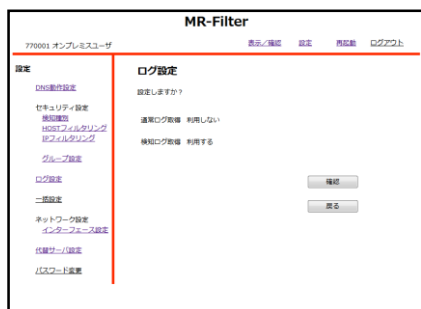 MR-Filter
770001 オンプレミスユーザ
表示／確認 設定 再起動 ログアウト
設定
DNS動作設定
セキュリティ設定
検知種別
HOSTフィルタリング
IPフィルタリング
グループ設定
ログ設定
一括設定
ネットワーク設定
インターフェース設定
代替サーバ設定
パスワード変更
ログ設定
設定しますか？
通常ログ取得 利用しない
検知ログ取得 利用する
確認
戻る